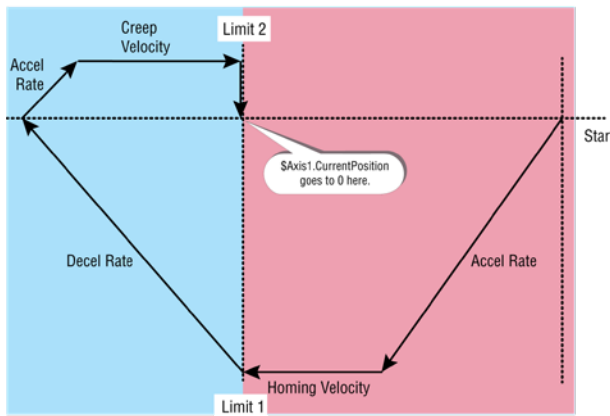 Creep
Velocity
Limit 2
Accel
Rate
Star
$Axis1.CurrentPosition
goes to 0 here.
Decel Rate
Accel Rate
Homing Velocity
Limit 1